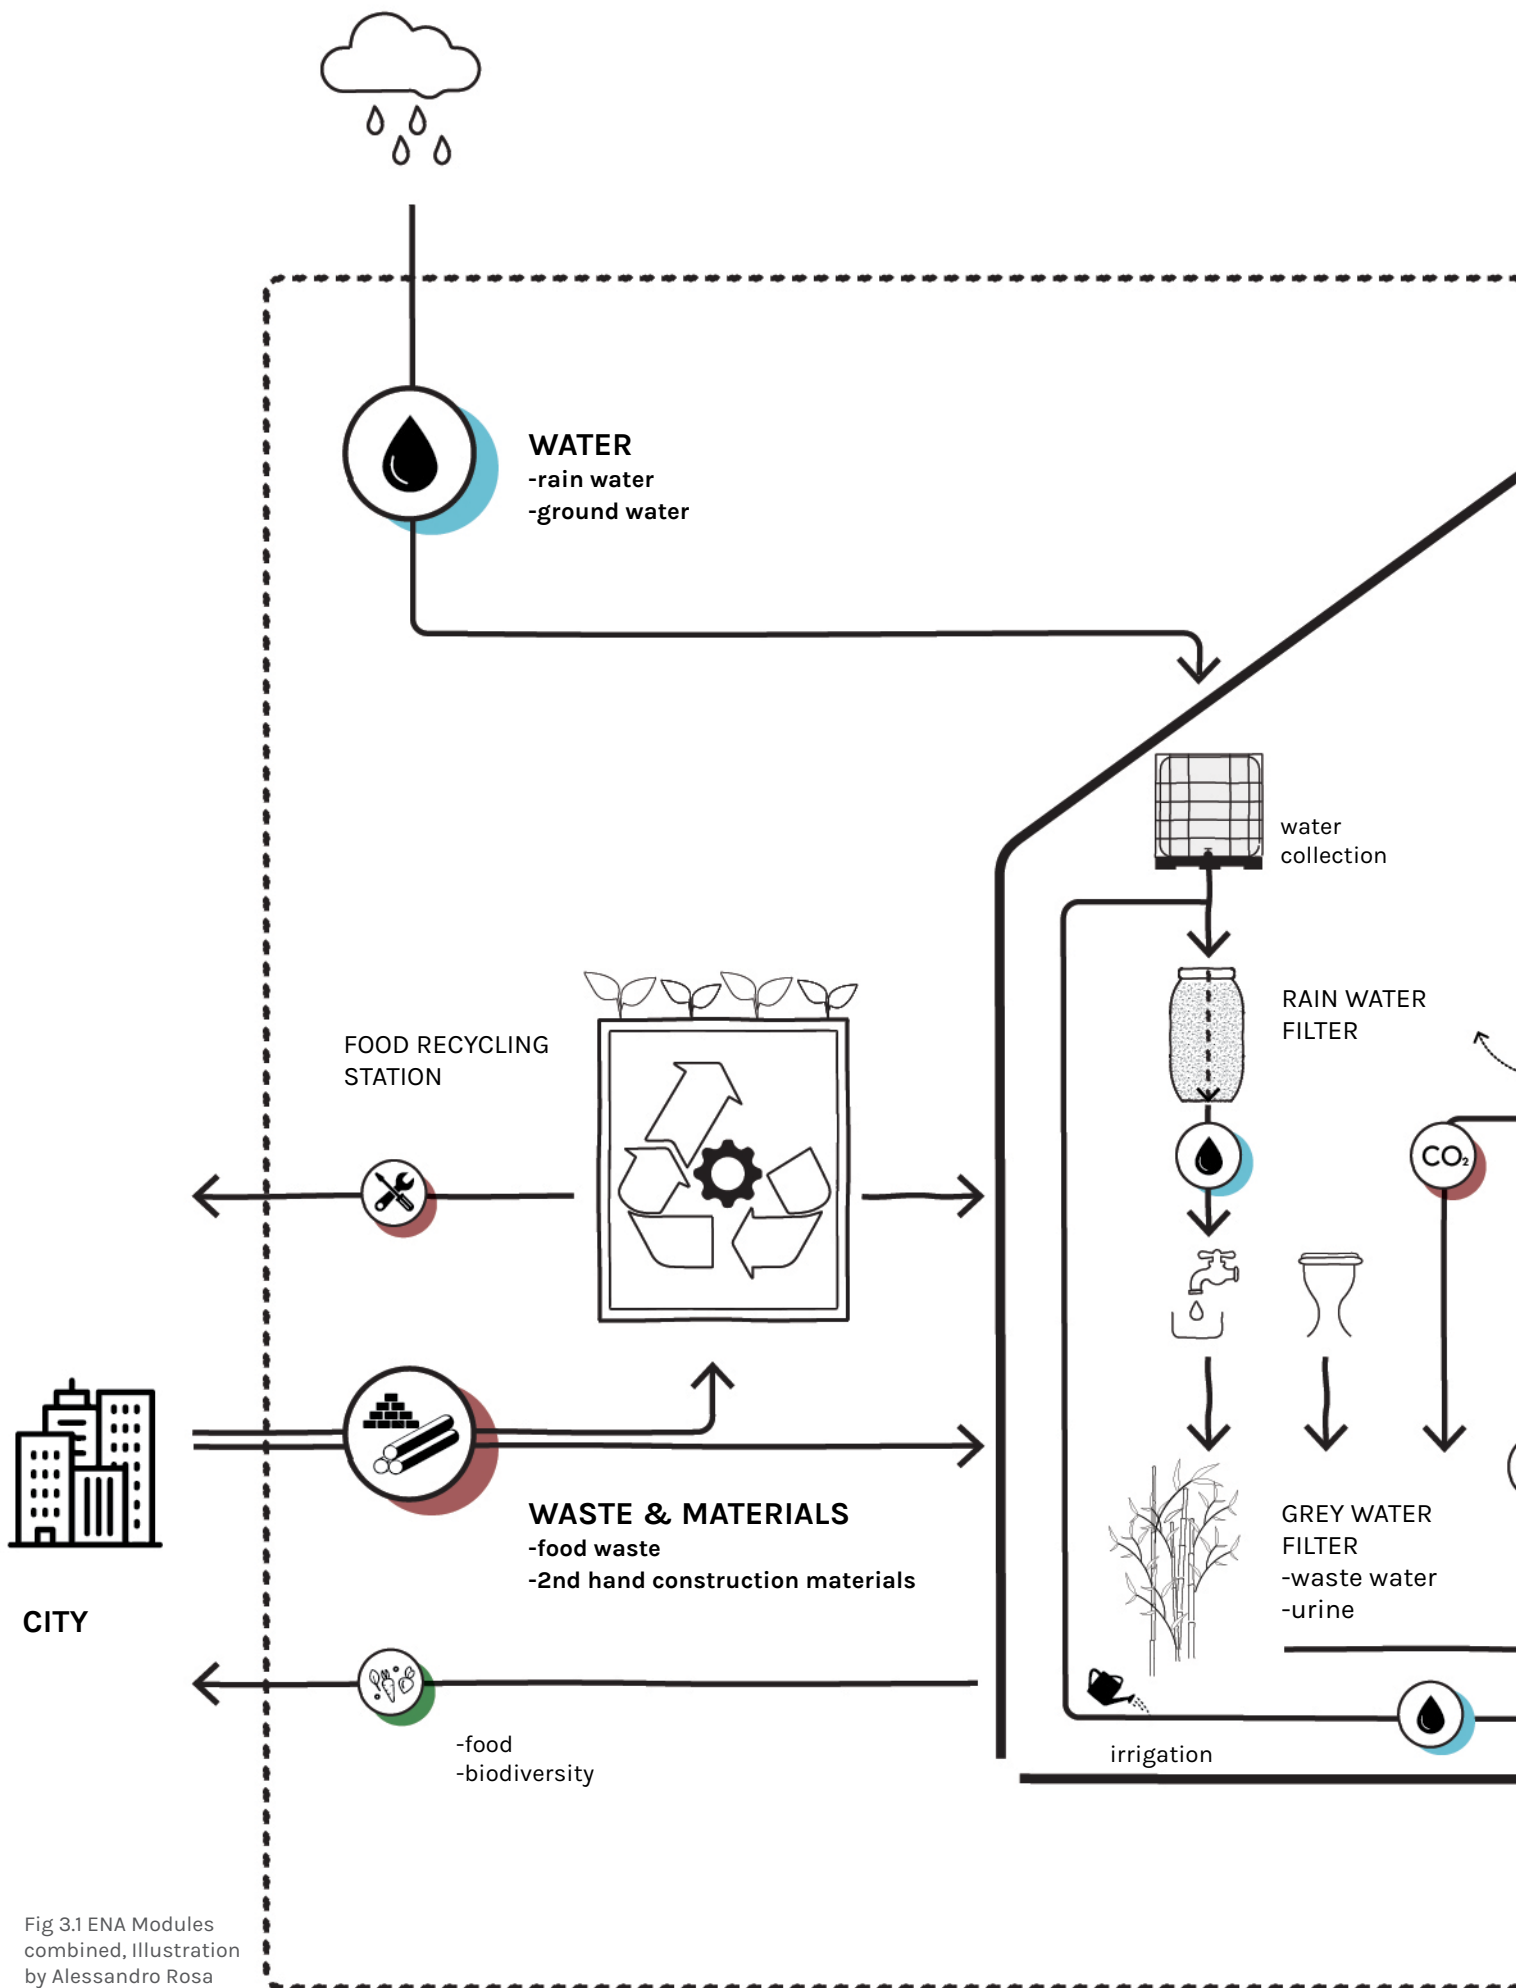 WATER
-rain water
-ground water
water
collection
RAIN WATER
FILTER
FOOD RECYCLING
STATION
CO₂
WASTE & MATERIALS
-food waste
-2nd hand construction materials
GREY WATER
FILTER
-waste water
-urine
CITY
-food
-biodiversity
irrigation
Fig 3.1 ENA Modules
combined, Illustration
by Alessandro Rosa